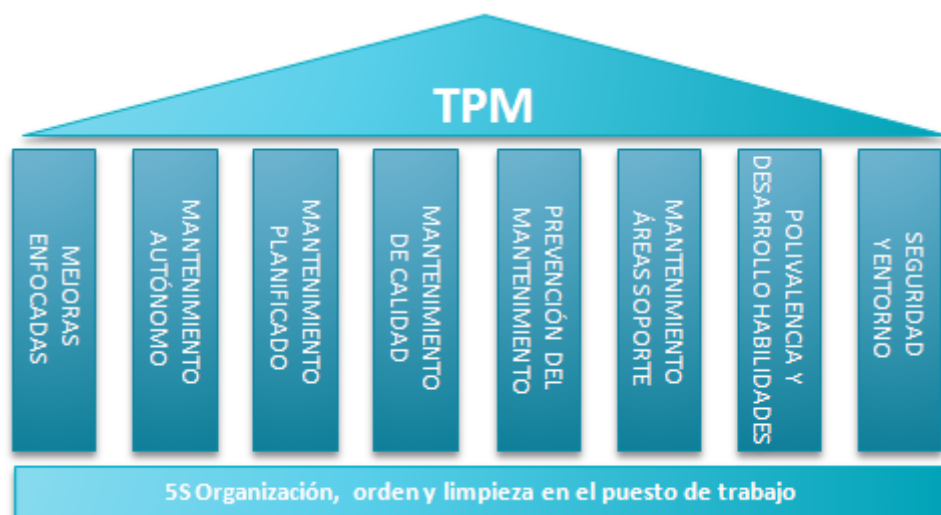 TPM
MEJORAS
ENFOCADAS
MANTENIMIENTO
AUTÓNOMO
MANTENIMIENTO
PLANIFICADO
MANTENIMIENTO
DE CALIDAD
PREVENCIÓN DEL
MANTENIMIENTO
MANTENIMIENTO
ÁREAS SOPORTE
POLIVALENCIA Y
DESARROLLO HABILIDADES
SEGURIDAD
Y ENTORNO
5S Organización, orden y limpieza en el puesto de trabajo